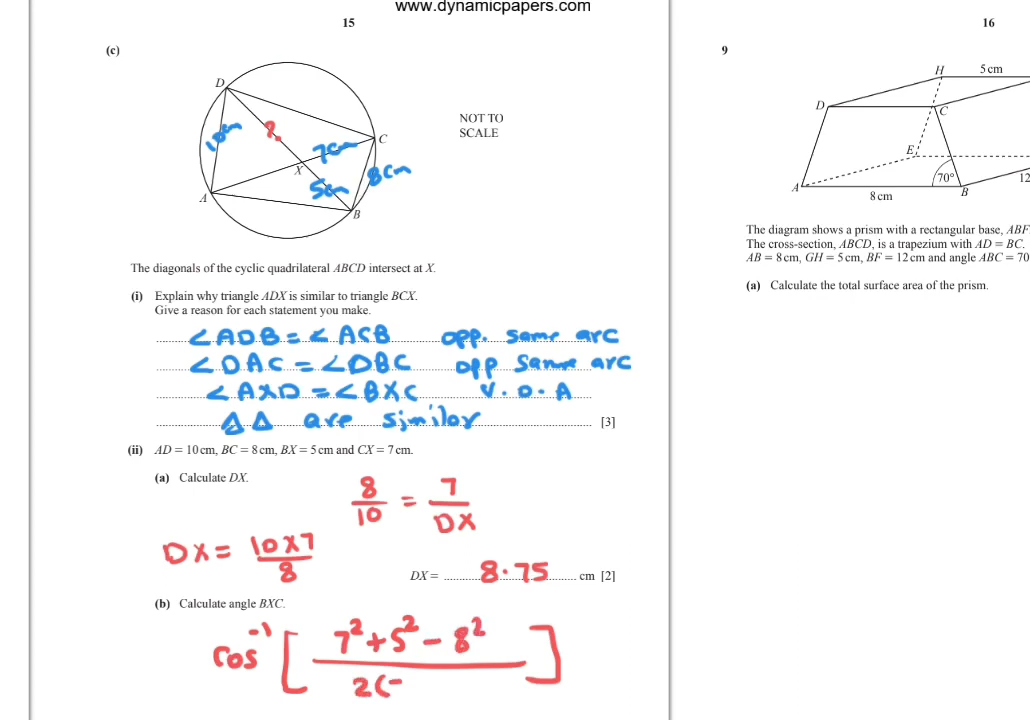 www.dynamicpapers.com
15
(c)
D
10cm
?
7cm
C
X
5cm
8cm
A
B
NOT TO
SCALE
The diagonals of the cyclic quadrilateral ABCD intersect at X.
(i) Explain why triangle ADX is similar to triangle BCX.
Give a reason for each statement you make.
∠ADB = ∠ACB opp. same arc
∠DAC = ∠DBC opp same arc
∠AXD = ∠BXC V.O.A
ΔΔ are similar [3]
(ii) AD = 10 cm, BC = 8 cm, BX = 5 cm and CX = 7 cm.
(a) Calculate DX.
8/10 = 7/DX
DX = 10x7/8
DX = 8.75 cm [2]
(b) Calculate angle BXC.
cos⁻¹ [ 7²+5²-8² / 2(- ]
16
9
H
5 cm
D
C
E
70°
12
A
8 cm
B
The diagram shows a prism with a rectangular base, ABF
The cross-section, ABCD, is a trapezium with AD = BC.
AB = 8 cm, GH = 5 cm, BF = 12 cm and angle ABC = 70
(a) Calculate the total surface area of the prism.